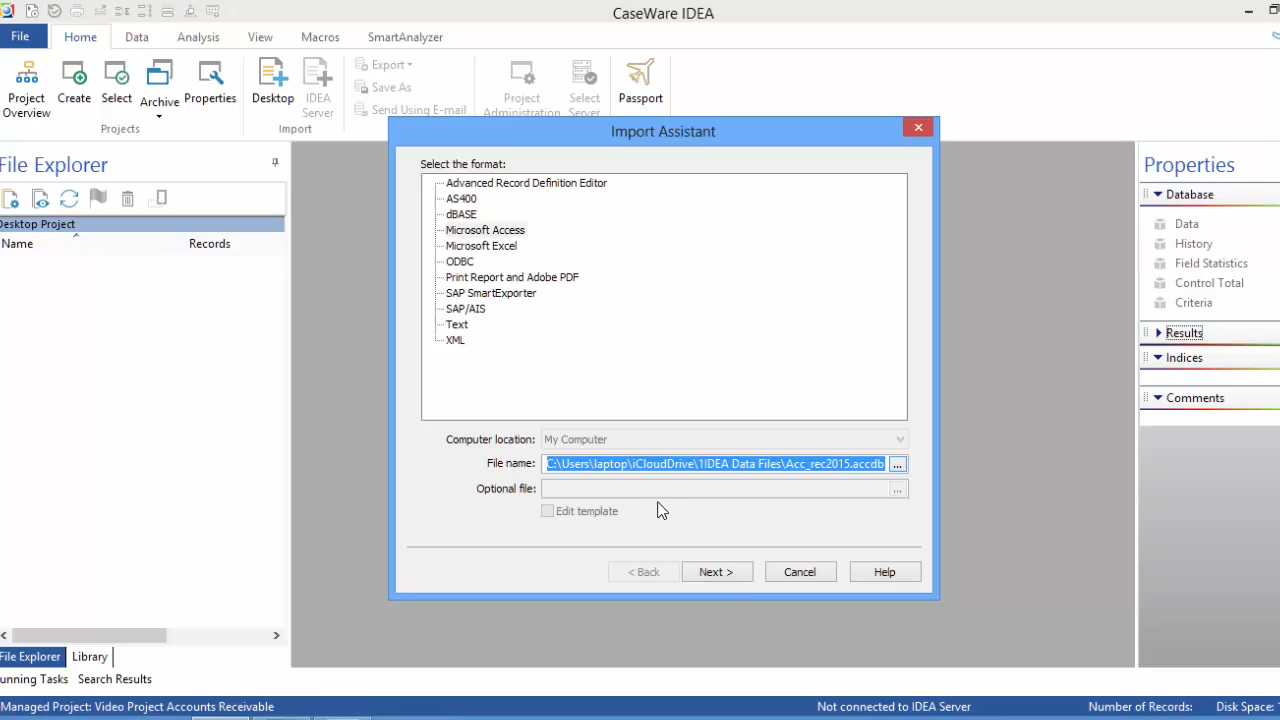 CaseWare IDEA
File Home Data Analysis View Macros SmartAnalyzer
Project Overview
Create
Select
Archive
Properties
Desktop
IDEA Server
Export
Save As
Send Using E-mail
Project Administration
Select Server
Passport
Projects
Import
Import Assistant
Select the format:
Advanced Record Definition Editor
AS400
dBASE
Microsoft Access
Microsoft Excel
ODBC
Print Report and Adobe PDF
SAP SmartExporter
SAP/AIS
Text
XML
Computer location: My Computer
File name: C:\Users\laptop\iCloudDrive\1IDEA Data Files\Acc_rec2015.accdb ...
Optional file: ...
Edit template
< Back Next > Cancel Help
File Explorer
Desktop Project
Name Records
File Explorer Library
unning Tasks Search Results
Properties
Database
Data
History
Field Statistics
Control Total
Criteria
Results
Indices
Comments
Managed Project: Video Project Accounts Receivable Not connected to IDEA Server Number of Records: Disk Space: